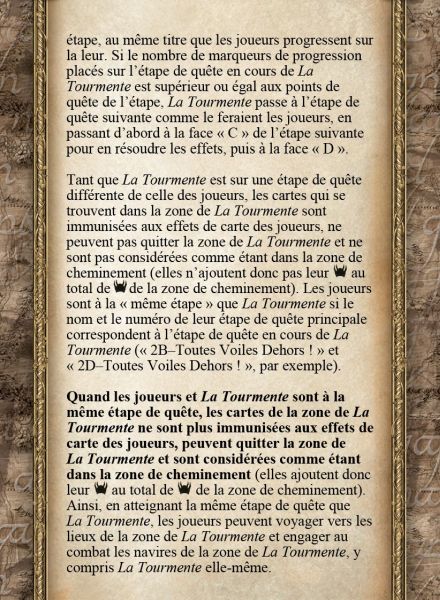 étape, au même titre que les joueurs progressent sur
la leur. Si le nombre de marqueurs de progression
placés sur l’étape de quête en cours de La
Tourmente est supérieur ou égal aux points de
quête de l’étape, La Tourmente passe à l’étape de
quête suivante comme le feraient les joueurs, en
passant d’abord à la face « C » de l’étape suivante
pour en résoudre les effets, puis à la face « D ».

Tant que La Tourmente est sur une étape de quête
différente de celle des joueurs, les cartes qui se
trouvent dans la zone de La Tourmente sont
immunisées aux effets de carte des joueurs, ne
peuvent pas quitter la zone de La Tourmente et ne
sont pas considérées comme étant dans la zone de
cheminement (elles n’ajoutent donc pas leur au
total de de la zone de cheminement). Les joueurs
sont à la « même étape » que La Tourmente si le
nom et le numéro de leur étape de quête principale
correspondent à l’étape de quête en cours de La
Tourmente (« 2B–Toutes Voiles Dehors ! » et
« 2D–Toutes Voiles Dehors ! », par exemple).

Quand les joueurs et La Tourmente sont à la
même étape de quête, les cartes de la zone de La
Tourmente ne sont plus immunisées aux effets de
carte des joueurs, peuvent quitter la zone de
La Tourmente et sont considérées comme étant
dans la zone de cheminement (elles ajoutent donc
leur au total de de la zone de cheminement).
Ainsi, en atteignant la même étape de quête que
La Tourmente, les joueurs peuvent voyager vers les
lieux de la zone de La Tourmente et engager au
combat les navires de la zone de La Tourmente, y
compris La Tourmente elle-même.